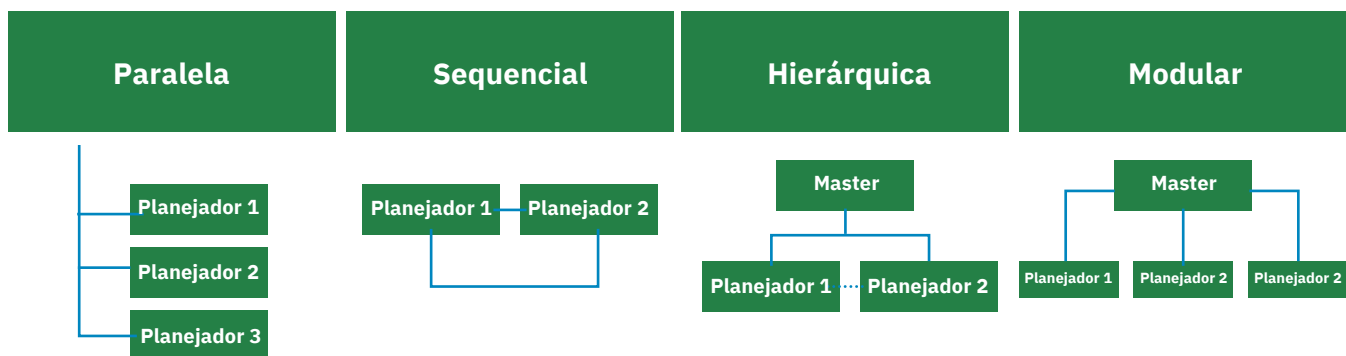 Paralela
Sequencial
Hierárquica
Modular
Planejador 1
Planejador 2
Planejador 3
Planejador 1
Planejador 2
Master
Planejador 1
Planejador 2
Master
Planejador 1
Planejador 2
Planejador 2